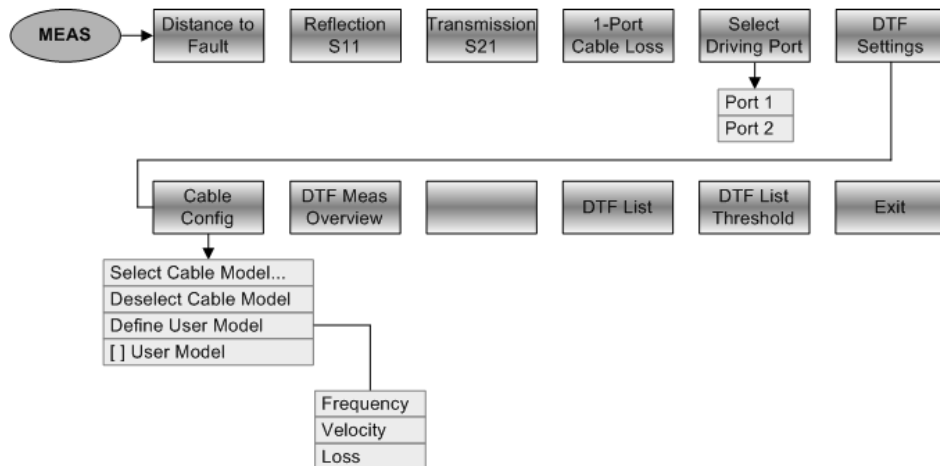 MEAS
Distance to
Fault
Reflection
S11
Transmission
S21
1-Port
Cable Loss
Select
Driving Port
DTF
Settings
Port 1
Port 2
Cable
Config
DTF Meas
Overview
DTF List
DTF List
Threshold
Exit
Select Cable Model...
Deselect Cable Model
Define User Model
[ ] User Model
Frequency
Velocity
Loss